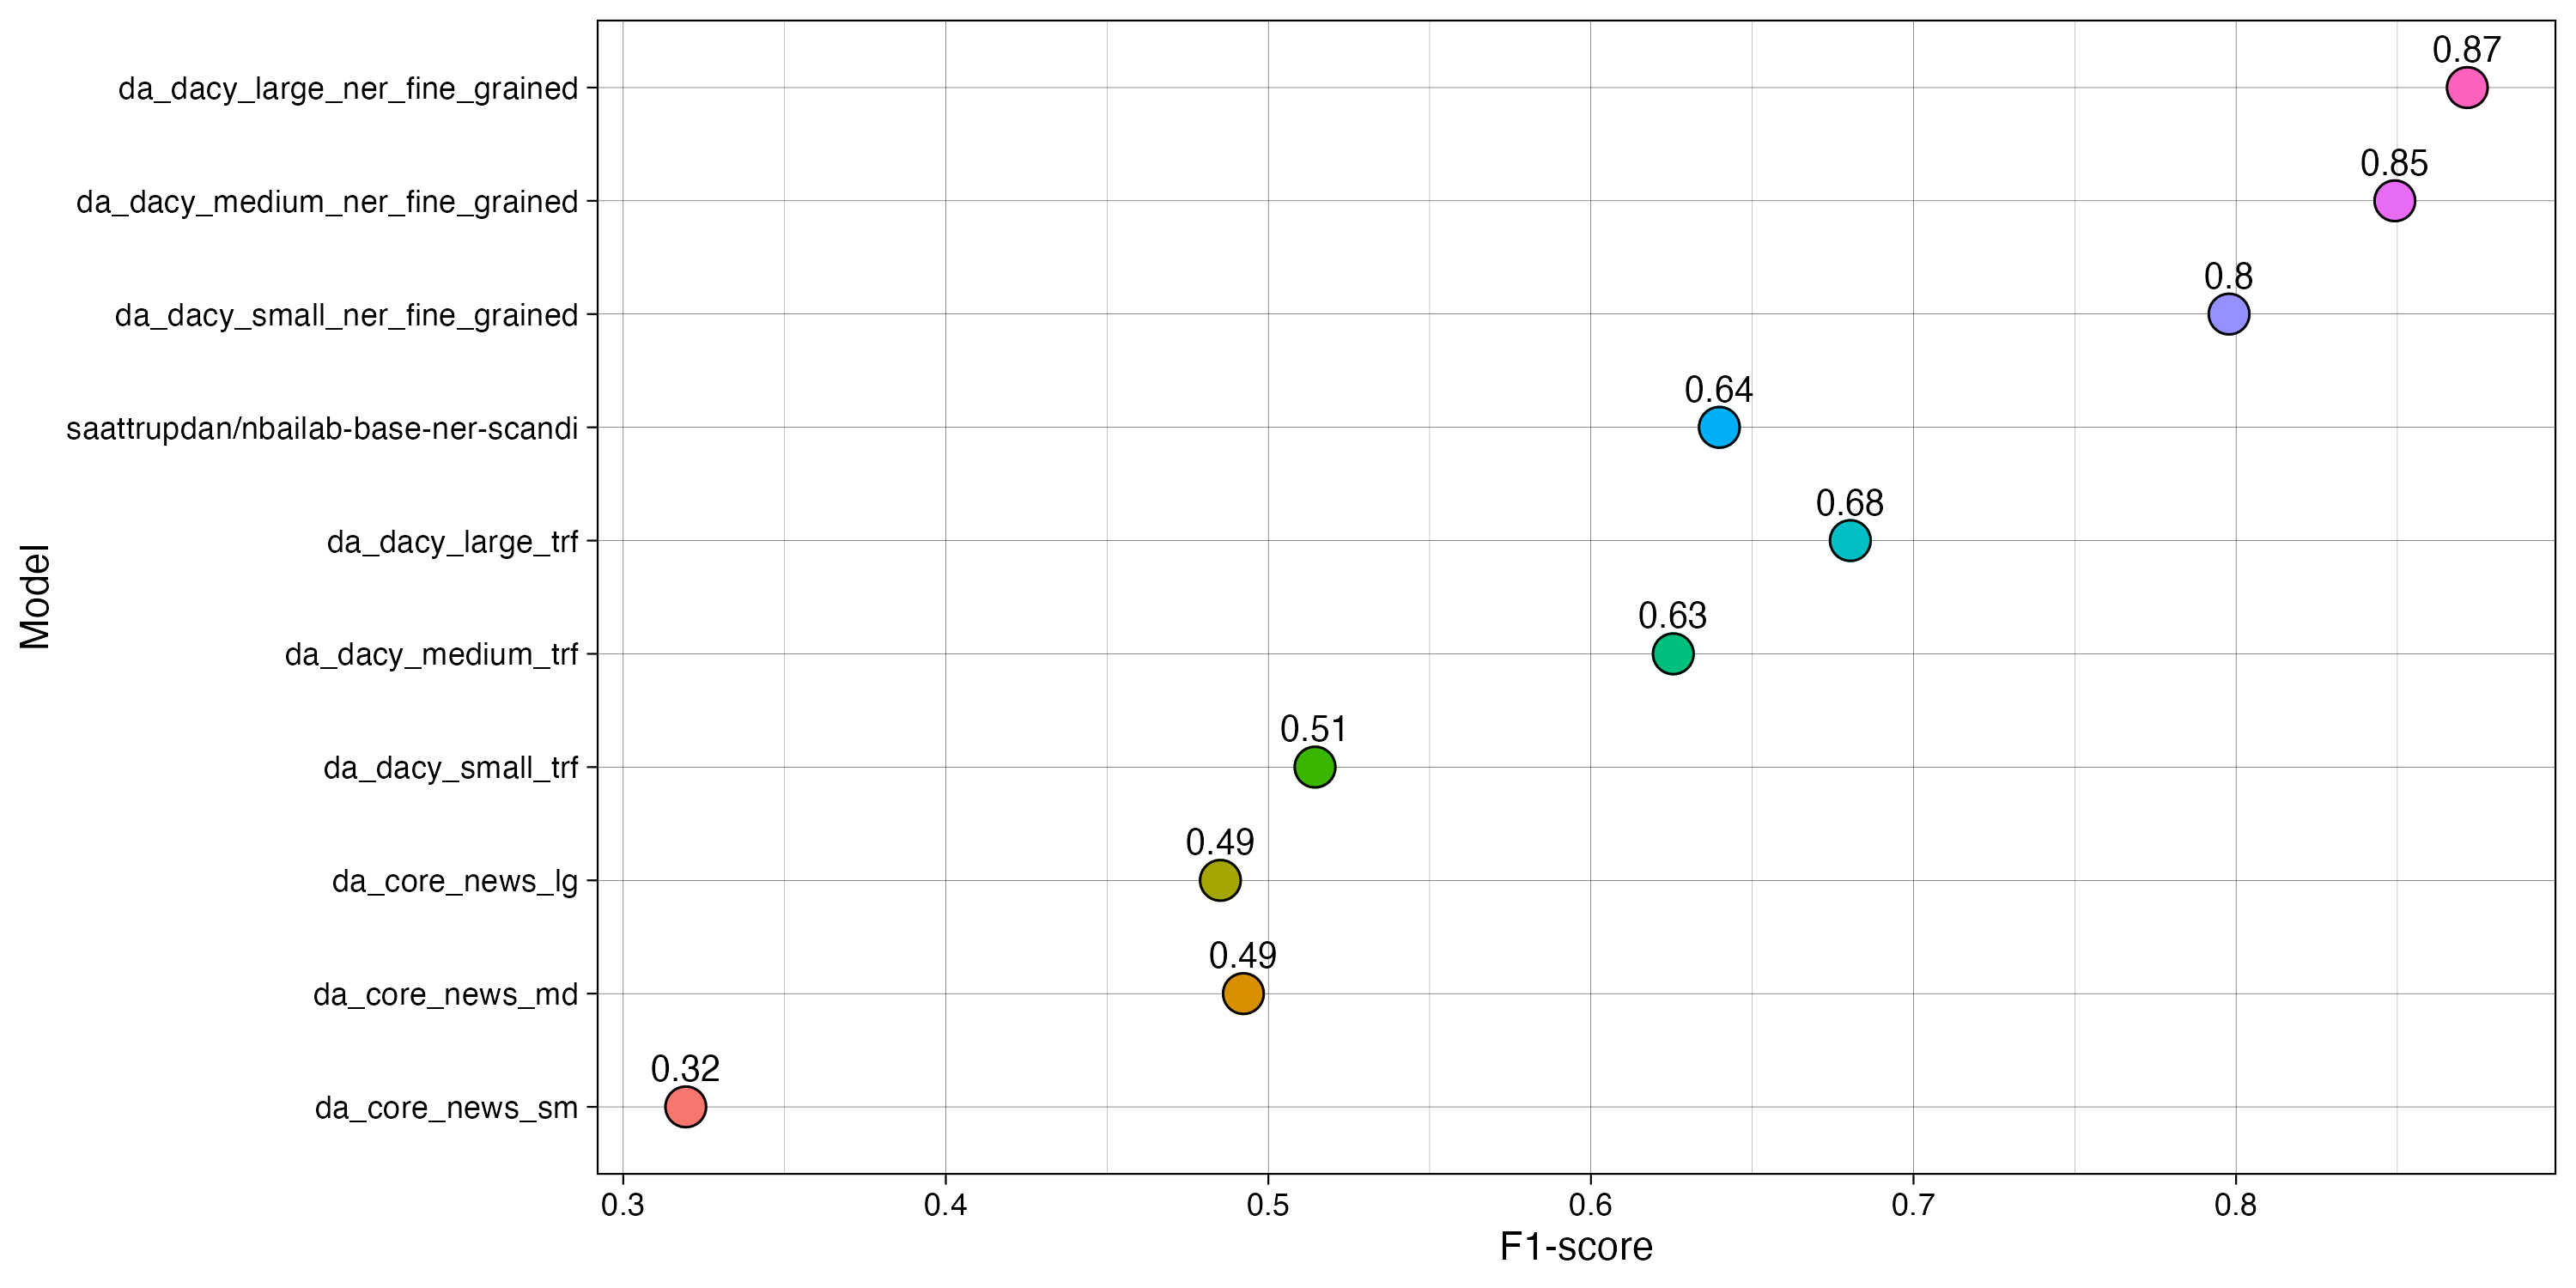 0.87
da_dacy_large_ner_fine_grained
0.85
da_dacy_medium_ner_fine_grained
0.8
da_dacy_small_ner_fine_grained
0.64
saattrupdan/nbailab-base-ner-scandi
0.68
da_dacy_large_trf
0.63
da_dacy_medium_trf
0.51
da_dacy_small_trf
0.49
da_core_news_lg
0.49
da_core_news_md
0.32
da_core_news_sm
Model
0.3 0.4 0.5 0.6 0.7 0.8
F1-score